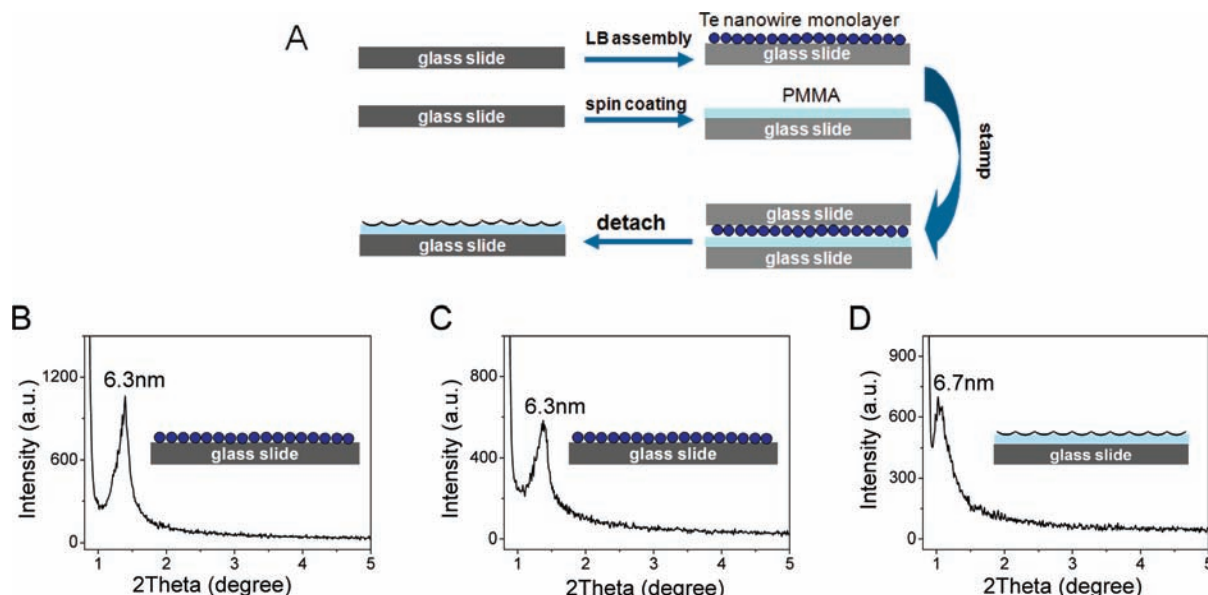 A
Te nanowire monolayer
glass slide
LB assembly
glass slide
glass slide
spin coating
PMMA
glass slide
stamp
glass slide
detach
glass slide
glass slide
B
1200
600
0
Intensity (a.u.)
6.3nm
glass slide
1 2 3 4 5
2Theta (degree)
C
800
400
0
Intensity (a.u.)
6.3nm
glass slide
1 2 3 4 5
2Theta (degree)
D
900
600
300
0
Intensity (a.u.)
6.7nm
glass slide
1 2 3 4 5
2Theta (degree)